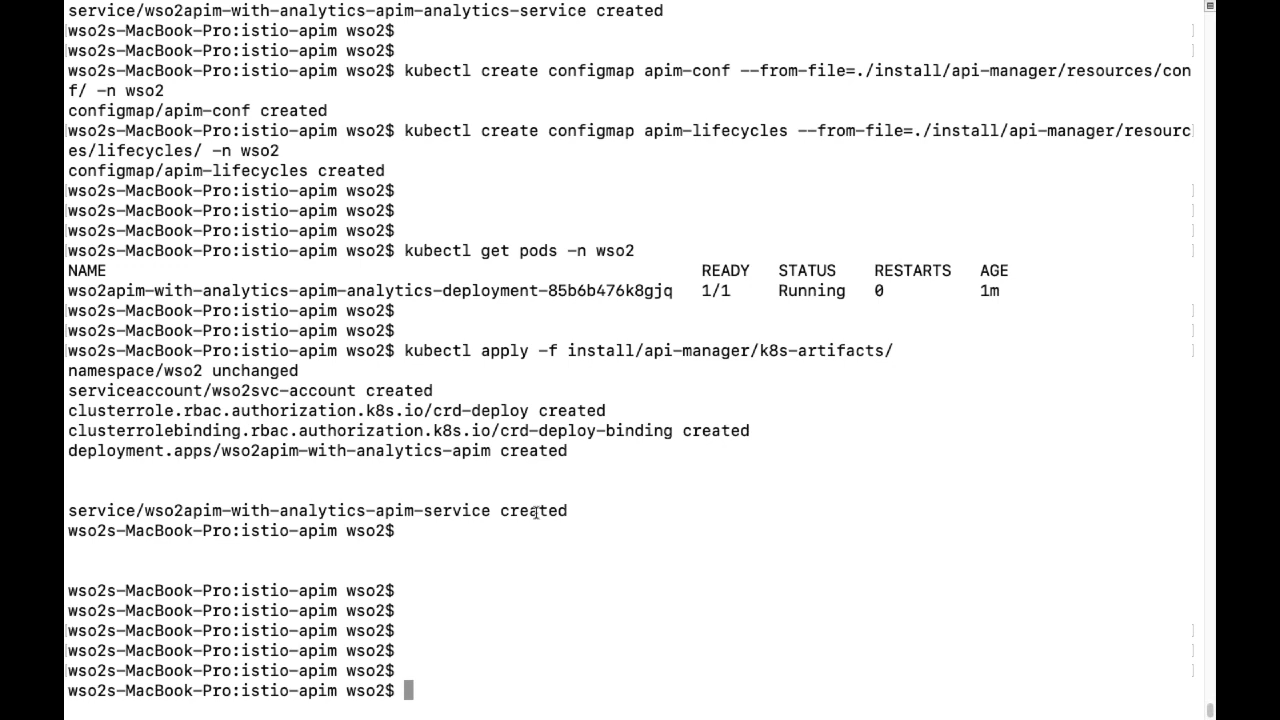 service/wso2apim-with-analytics-apim-analytics-service created
wso2s-MacBook-Pro:istio-apim wso2$
wso2s-MacBook-Pro:istio-apim wso2$
wso2s-MacBook-Pro:istio-apim wso2$ kubectl create configmap apim-conf --from-file=./install/api-manager/resources/con
f/ -n wso2
configmap/apim-conf created
wso2s-MacBook-Pro:istio-apim wso2$ kubectl create configmap apim-lifecycles --from-file=./install/api-manager/resourc
es/lifecycles/ -n wso2
configmap/apim-lifecycles created
wso2s-MacBook-Pro:istio-apim wso2$
wso2s-MacBook-Pro:istio-apim wso2$
wso2s-MacBook-Pro:istio-apim wso2$
wso2s-MacBook-Pro:istio-apim wso2$ kubectl get pods -n wso2
NAME READY STATUS RESTARTS AGE
wso2apim-with-analytics-apim-analytics-deployment-85b6b476k8gjq 1/1 Running 0 1m
wso2s-MacBook-Pro:istio-apim wso2$
wso2s-MacBook-Pro:istio-apim wso2$
wso2s-MacBook-Pro:istio-apim wso2$ kubectl apply -f install/api-manager/k8s-artifacts/
namespace/wso2 unchanged
serviceaccount/wso2svc-account created
clusterrole.rbac.authorization.k8s.io/crd-deploy created
clusterrolebinding.rbac.authorization.k8s.io/crd-deploy-binding created
deployment.apps/wso2apim-with-analytics-apim created
service/wso2apim-with-analytics-apim-service created
wso2s-MacBook-Pro:istio-apim wso2$
wso2s-MacBook-Pro:istio-apim wso2$
wso2s-MacBook-Pro:istio-apim wso2$
wso2s-MacBook-Pro:istio-apim wso2$
wso2s-MacBook-Pro:istio-apim wso2$
wso2s-MacBook-Pro:istio-apim wso2$
wso2s-MacBook-Pro:istio-apim wso2$